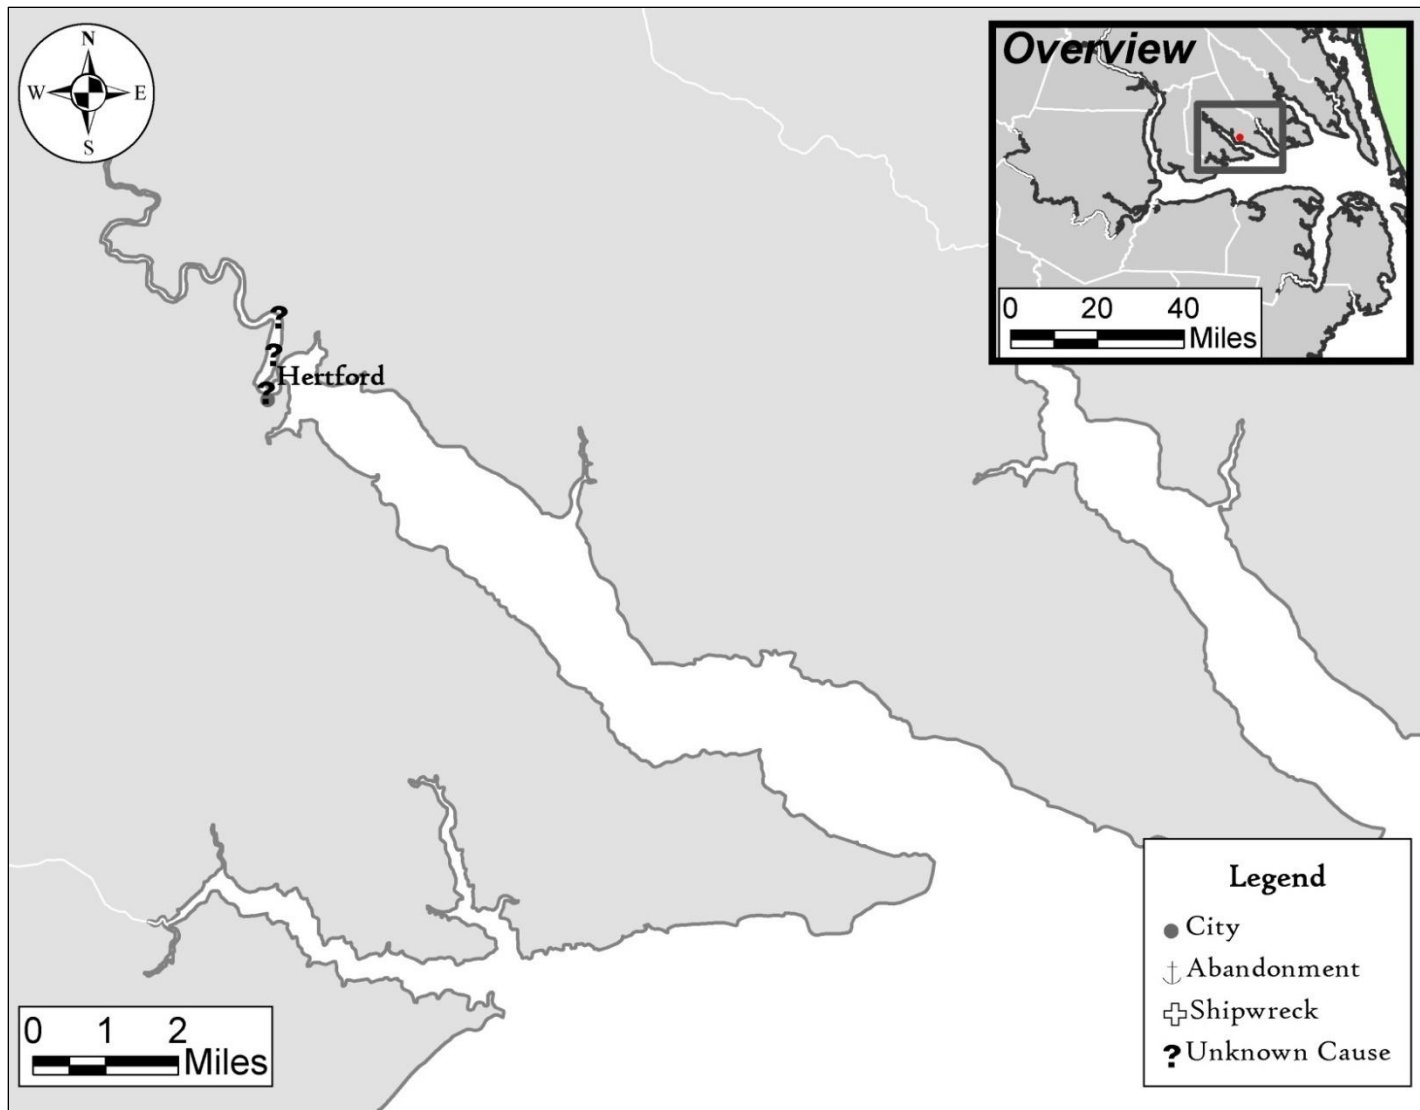 N
W E
S
Overview
0 20 40
Miles
?
?
Hertford
?
Legend
City
Abandonment
Shipwreck
? Unknown Cause
0 1 2
Miles